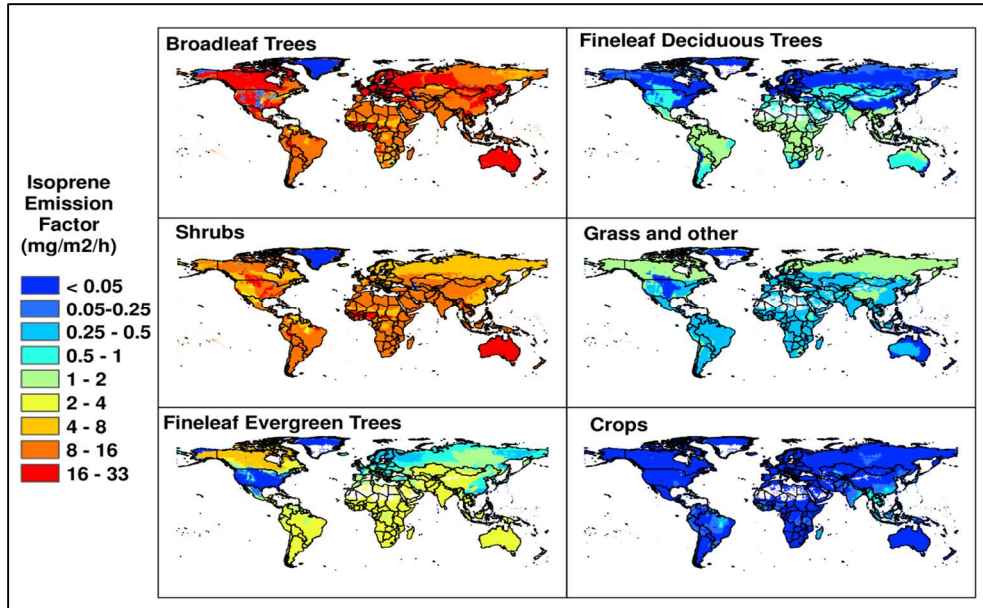 Broadleaf Trees
Fineleaf Deciduous Trees
Shrubs
Grass and other
Fineleaf Evergreen Trees
Crops
Isoprene
Emission
Factor
(mg/m2/h)
< 0.05
0.05-0.25
0.25 - 0.5
0.5 - 1
1 - 2
2 - 4
4 - 8
8 - 16
16 - 33